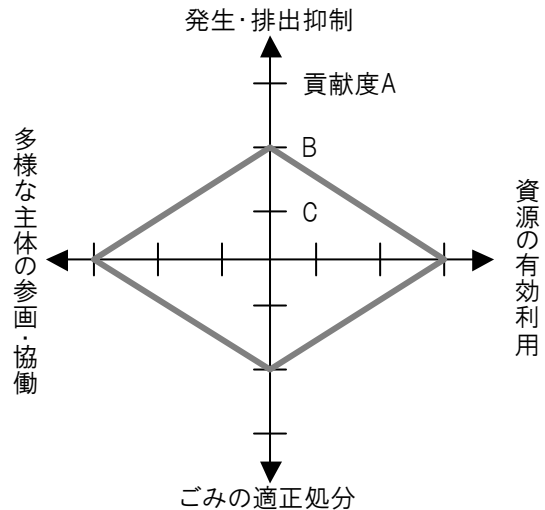 発生・排出抑制
貢献度A
B
C
多様な主体の参画・協働
資源の有効利用
ごみの適正処分